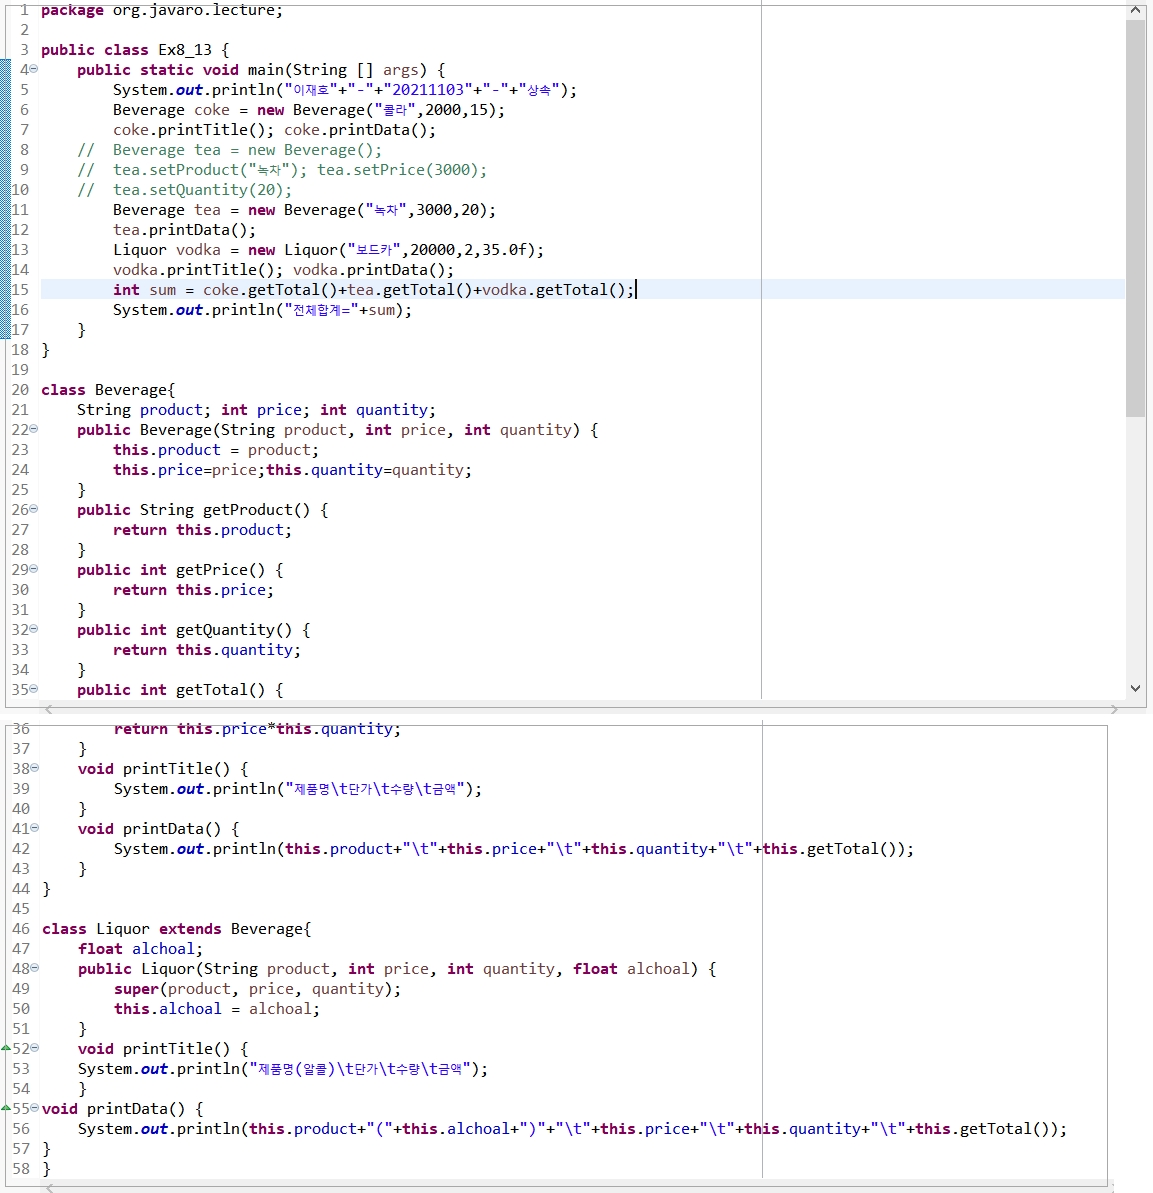 1 package org.javaro.lecture;
2
3 public class Ex8_13 {
4     public static void main(String [] args) {
5         System.out.println("이재호"+"-"+"20211103"+"-"+"상속");
6         Beverage coke = new Beverage("콜라",2000,15);
7         coke.printTitle(); coke.printData();
8     //  Beverage tea = new Beverage();
9     //  tea.setProduct("녹차"); tea.setPrice(3000);
10     //  tea.setQuantity(20);
11         Beverage tea = new Beverage("녹차",3000,20);
12         tea.printData();
13         Liquor vodka = new Liquor("보드카",20000,2,35.0f);
14         vodka.printTitle(); vodka.printData();
15         int sum = coke.getTotal()+tea.getTotal()+vodka.getTotal();
16         System.out.println("전체합계="+sum);
17     }
18 }
19
20 class Beverage{
21     String product; int price; int quantity;
22     public Beverage(String product, int price, int quantity) {
23         this.product = product;
24         this.price=price;this.quantity=quantity;
25     }
26     public String getProduct() {
27         return this.product;
28     }
29     public int getPrice() {
30         return this.price;
31     }
32     public int getQuantity() {
33         return this.quantity;
34     }
35     public int getTotal() {
36         return this.price*this.quantity;
37     }
38     void printTitle() {
39         System.out.println("제품명\t단가\t수량\t금액");
40     }
41     void printData() {
42         System.out.println(this.product+"\t"+this.price+"\t"+this.quantity+"\t"+this.getTotal());
43     }
44 }
45
46 class Liquor extends Beverage{
47     float alchoal;
48     public Liquor(String product, int price, int quantity, float alchoal) {
49         super(product, price, quantity);
50         this.alchoal = alchoal;
51     }
52     void printTitle() {
53     System.out.println("제품명(알콜)\t단가\t수량\t금액");
54     }
55 void printData() {
56     System.out.println(this.product+"("+this.alchoal+")"+"\t"+this.price+"\t"+this.quantity+"\t"+this.getTotal());
57 }
58 }